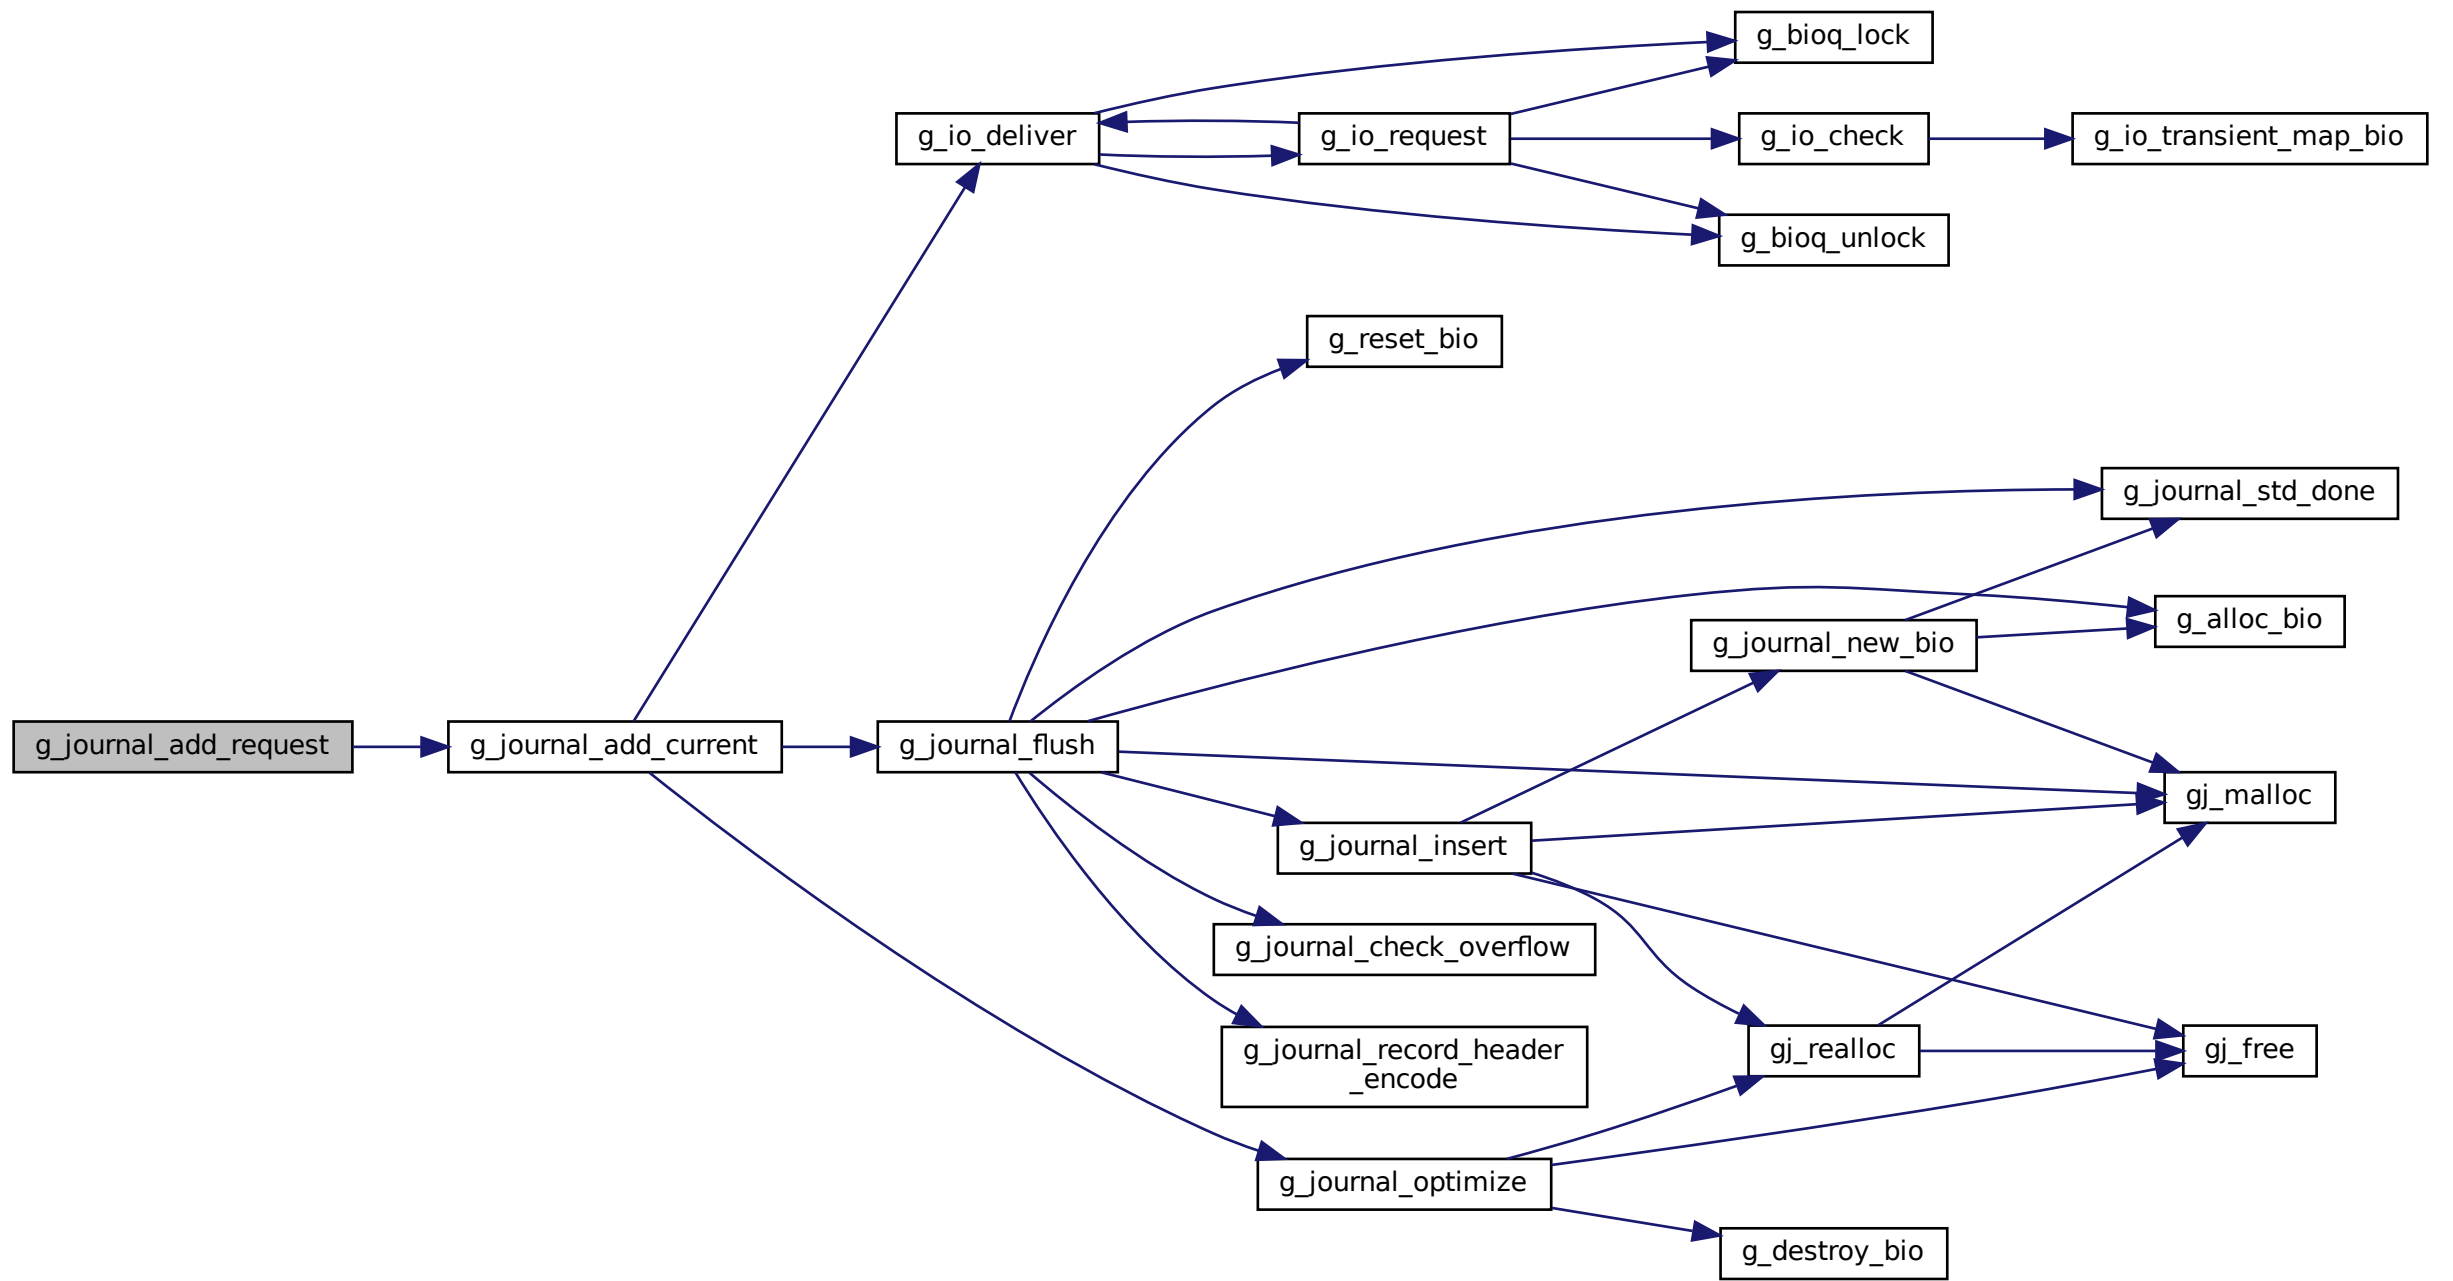 g_bioq_lock
g_io_deliver
g_io_request
g_io_check
g_io_transient_map_bio
g_bioq_unlock
g_reset_bio
g_journal_std_done
g_alloc_bio
g_journal_new_bio
g_journal_add_request
g_journal_add_current
g_journal_flush
gj_malloc
g_journal_insert
g_journal_check_overflow
g_journal_record_header
_encode
gj_realloc
gj_free
g_journal_optimize
g_destroy_bio